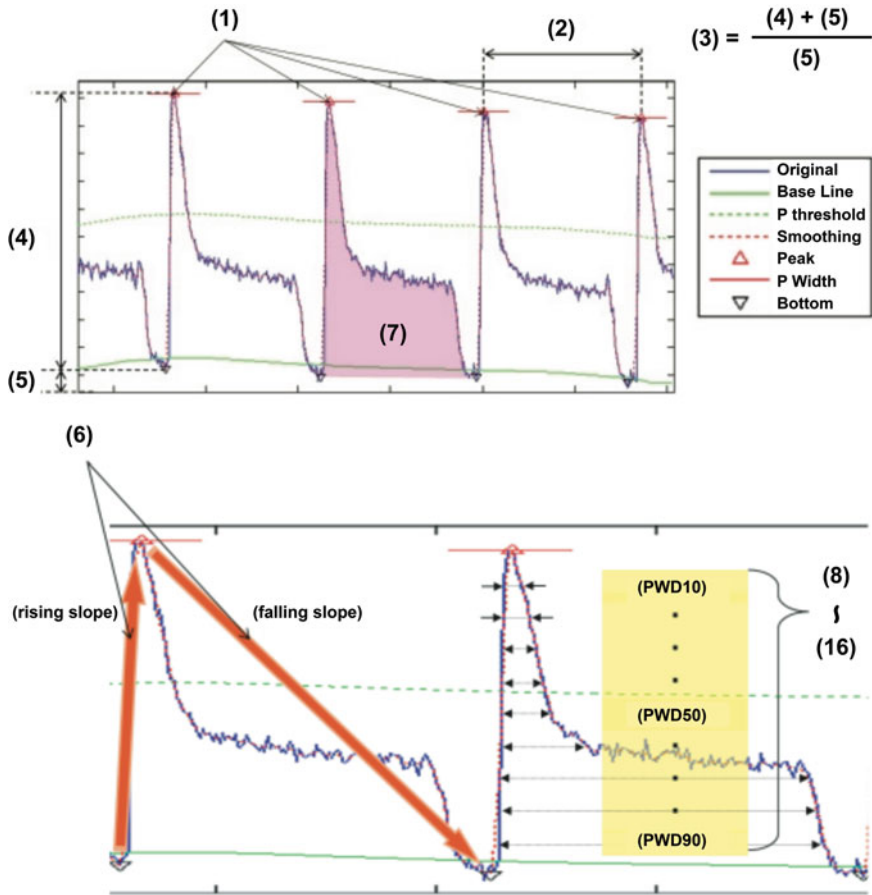 (1)
(2)
(3) = (4) + (5)
(5)
(4)
(5)
(7)
Original
Base Line
P threshold
Smoothing
Peak
P Width
Bottom
(6)
(rising slope)
(falling slope)
(PWD10)
(PWD50)
(PWD90)
(8)
∫
(16)